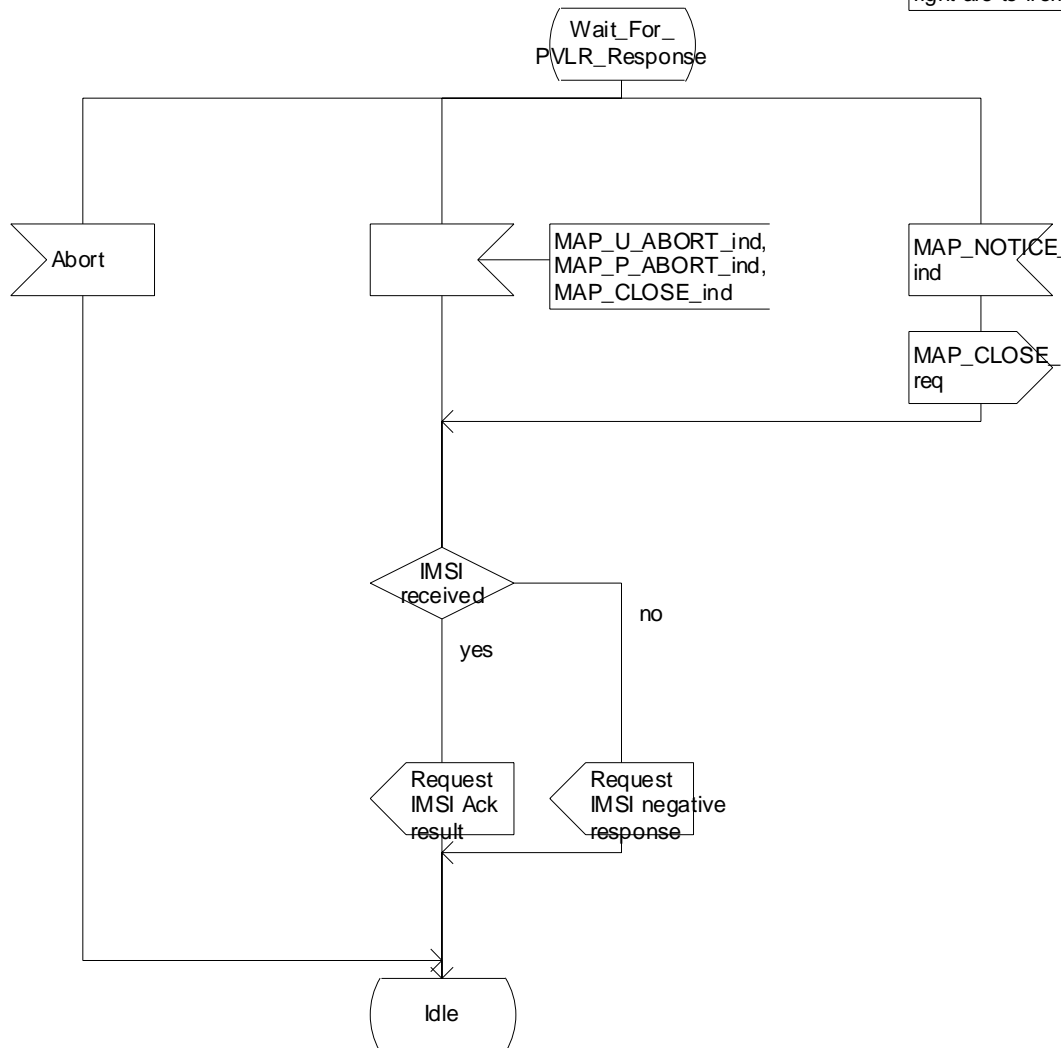 Wait_For_
PVLR_Response
Abort
MAP_U_ABORT_ind,
MAP_P_ABORT_ind,
MAP_CLOSE_ind
MAP_NOTICE_
ind
MAP_CLOSE_
req
IMSI
received
no
yes
Request
IMSI Ack
result
Request
IMSI negative
response
Idle